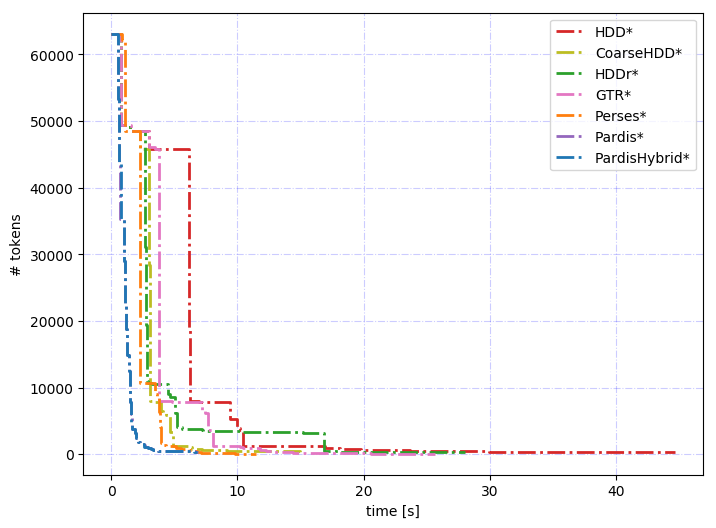 HDD*
CoarseHDD*
HDDr*
GTR*
Perses*
Pardis*
PardisHybrid*
# tokens
60000
50000
40000
30000
20000
10000
0
0 10 20 30 40
time [s]